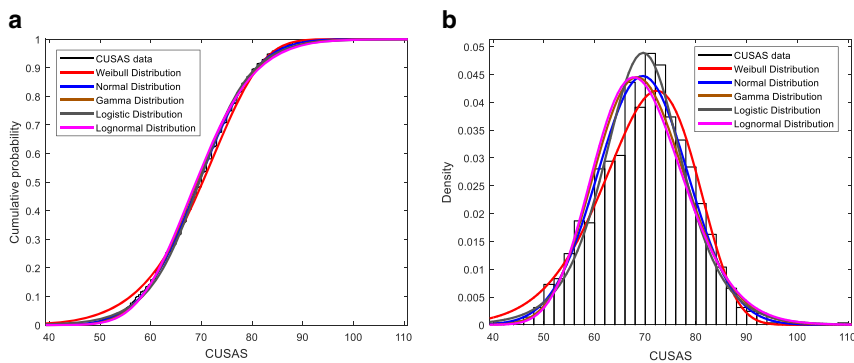 a
1
0.9
0.8
0.7
0.6
0.5
0.4
0.3
0.2
0.1
0
Cumulative probability
CUSAS data
Weibull Distribution
Normal Distribution
Gamma Distribution
Logistic Distribution
Lognormal Distribution
40 50 60 70 80 90 100 110
CUSAS
b
0.05
0.045
0.04
0.035
0.03
0.025
0.02
0.015
0.01
0.005
0
Density
CUSAS data
Weibull Distribution
Normal Distribution
Gamma Distribution
Logistic Distribution
Lognormal Distribution
40 50 60 70 80 90 100 110
CUSAS